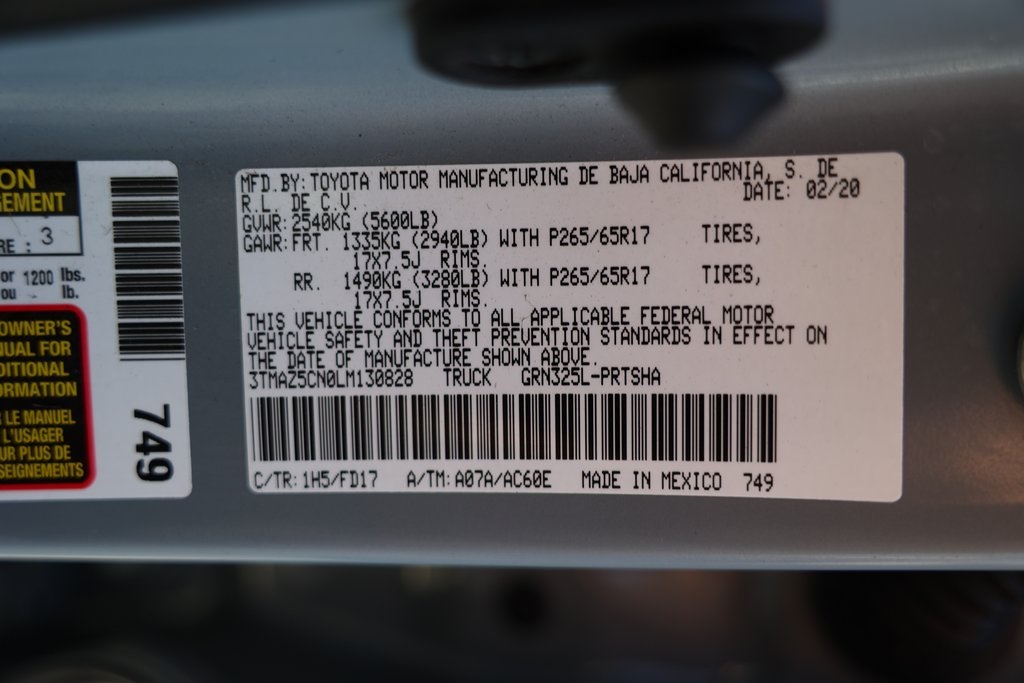 ON
GEMENT
RE : 3
or 1200 lbs.
ou - lb.
OWNER'S
NUAL FOR
DITIONAL
ORMATION
LE MANUEL
L'USAGER
UR PLUS DE
SEIGNEMENTS
749
MFD.BY: TOYOTA MOTOR MANUFACTURING DE BAJA CALIFORNIA, S. DE
R.L. DE C.V. DATE: 02/20
GVWR: 2540KG (5600LB)
GAWR: FRT. 1335KG (2940LB) WITH P265/65R17 TIRES,
17X7.5J RIMS.
RR. 1490KG (3280LB) WITH P265/65R17 TIRES,
17X7.5J RIMS.
THIS VEHICLE CONFORMS TO ALL APPLICABLE FEDERAL MOTOR
VEHICLE SAFETY AND THEFT PREVENTION STANDARDS IN EFFECT ON
THE DATE OF MANUFACTURE SHOWN ABOVE.
3TMAZ5CN0LM130828 TRUCK GRN325L-PRTSHA
C/TR: 1H5/FD17 A/TM: A07A/AC60E MADE IN MEXICO 749